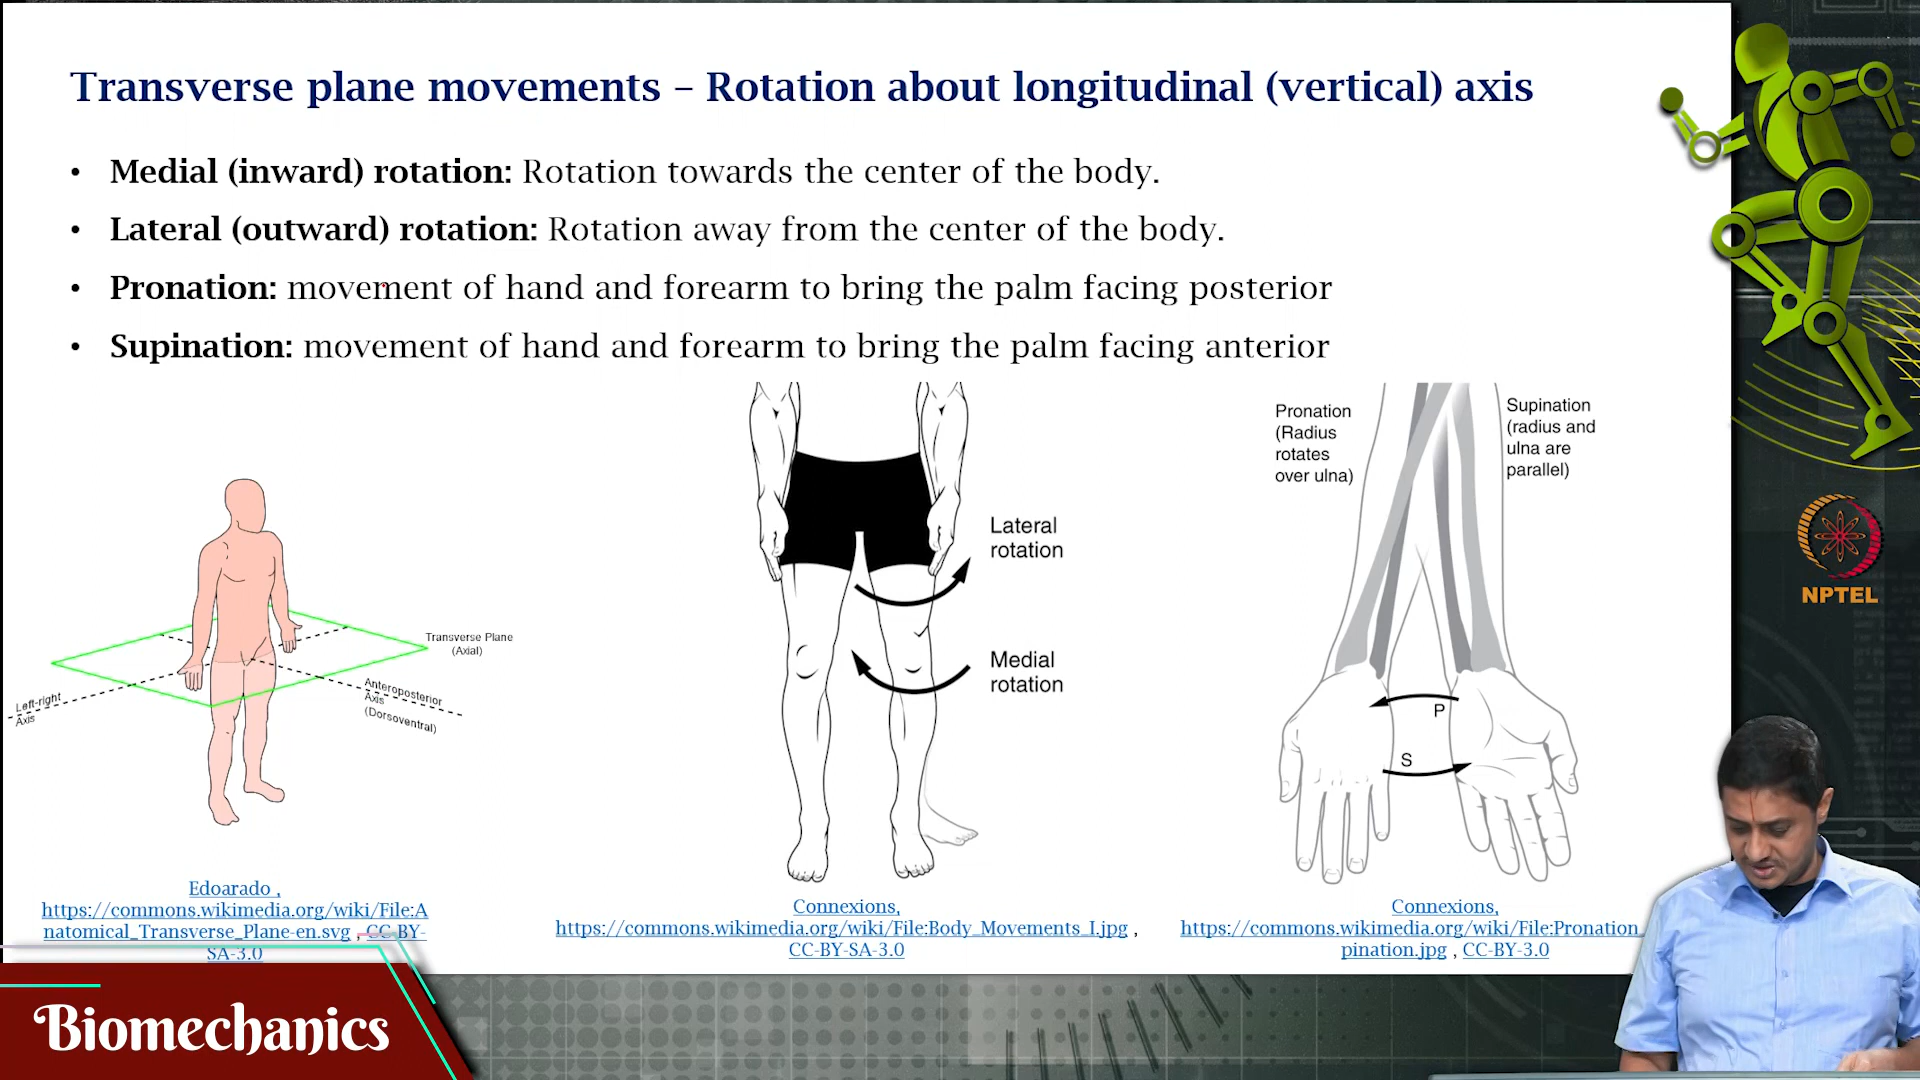 Transverse plane movements – Rotation about longitudinal (vertical) axis
• Medial (inward) rotation: Rotation towards the center of the body.
• Lateral (outward) rotation: Rotation away from the center of the body.
• Pronation: movement of hand and forearm to bring the palm facing posterior
• Supination: movement of hand and forearm to bring the palm facing anterior
Transverse Plane
(Axial)
Left-right
Axis
Anteroposterior
Axis
(Dorsoventral)
Edoarado ,
https://commons.wikimedia.org/wiki/File:A
natomical_Transverse_Plane-en.svg , CC-BY-
SA-3.0
Lateral
rotation
Medial
rotation
Connexions,
https://commons.wikimedia.org/wiki/File:Body_Movements_I.jpg ,
CC-BY-SA-3.0
Pronation
(Radius
rotates
over ulna)
Supination
(radius and
ulna are
parallel)
P
S
Connexions,
https://commons.wikimedia.org/wiki/File:Pronation_
pination.jpg , CC-BY-3.0
NPTEL
Biomechanics